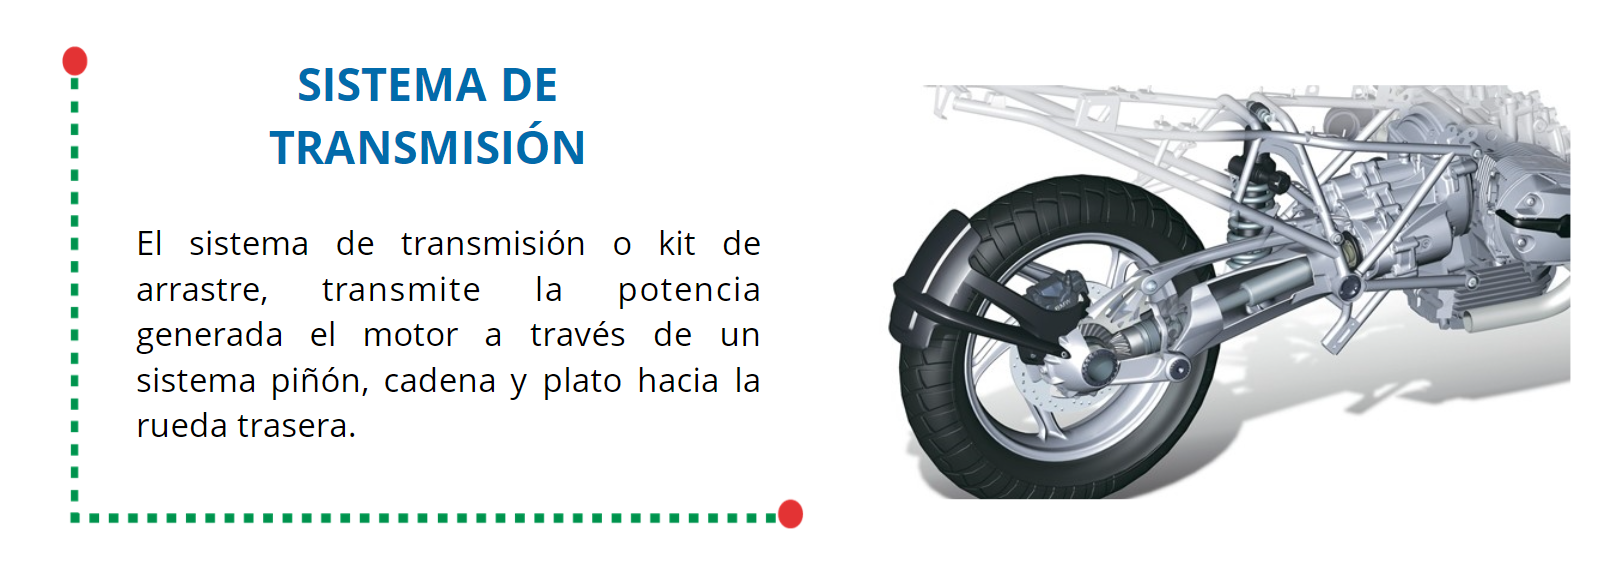 SISTEMA DE
TRANSMISIÓN
El sistema de transmisión o kit de
arrastre, transmite la potencia
generada el motor a través de un
sistema piñón, cadena y plato hacia la
rueda trasera.